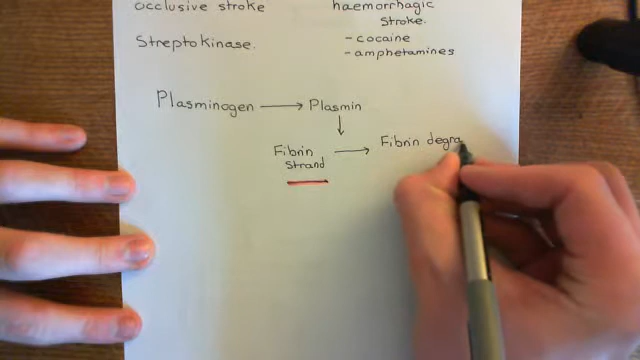 occlusive stroke
haemorrhagic
stroke.
Streptokinase.
- cocaine
- amphetamines
Plasminogen → Plasmin
↓
Fibrin → Fibrin degra
strand